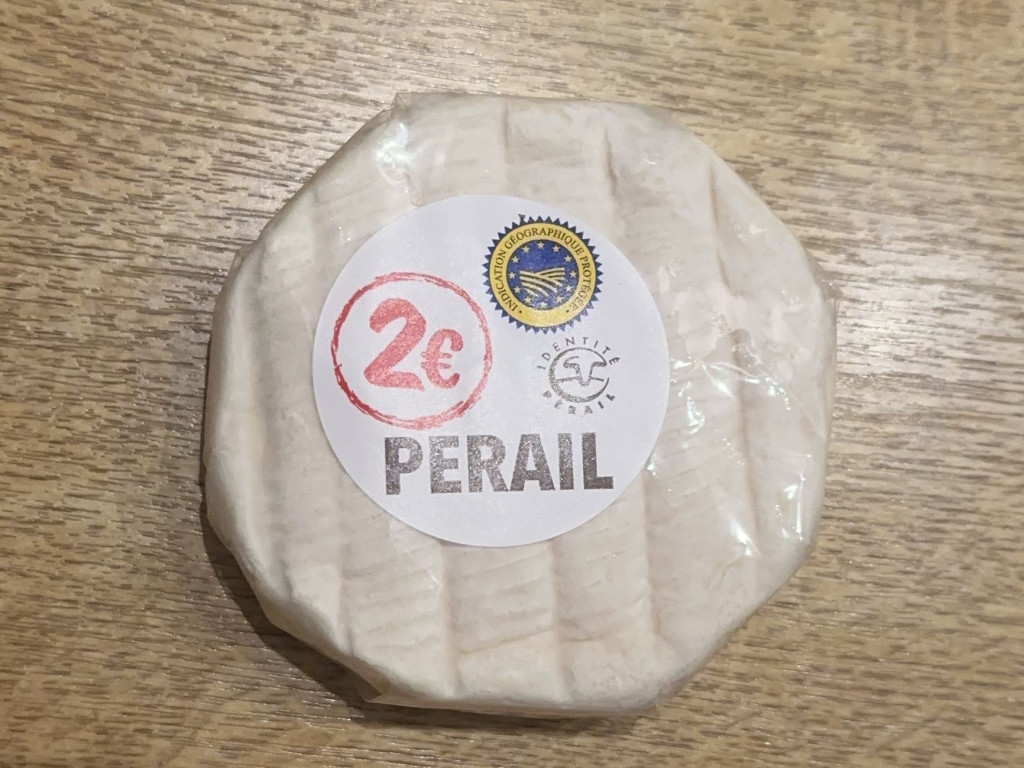 INDICATION GÉOGRAPHIQUE PROTÉGÉE
2€
IDENTITÉ
PERAIL
PERAIL